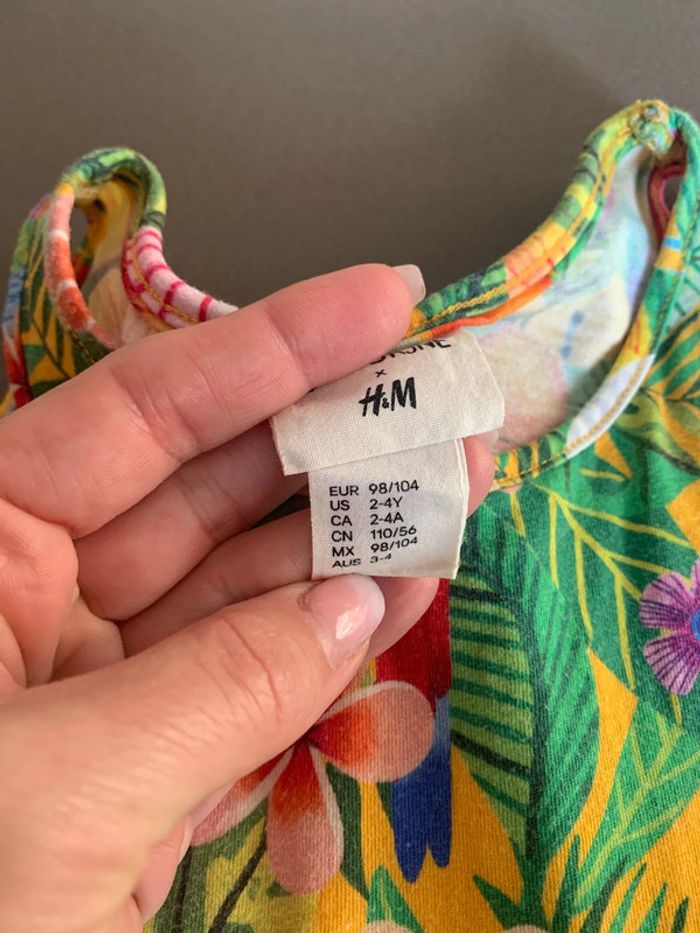 ×
H&M
EUR 98/104
US 2-4Y
CA 2-4A
CN 110/56
MX 98/104
AUS 3-4